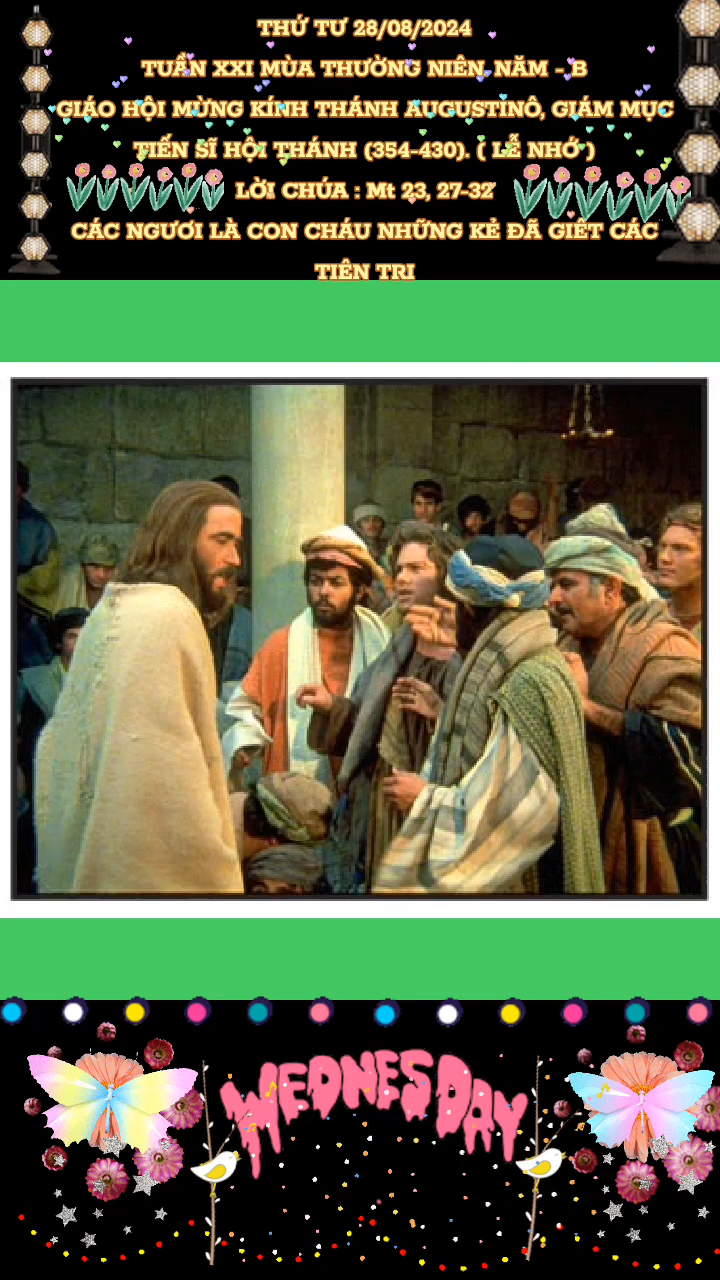 THỨ TƯ 28/08/2024
TUẦN XXI MÙA THƯỜNG NIÊN, NĂM - B
GIÁO HỘI MỪNG KÍNH THÁNH AUGUSTINÔ, GIÁM MỤC
TIẾN SĨ HỘI THÁNH (354-430). ( LỄ NHỚ )
LỜI CHÚA : Mt 23, 27-32
CÁC NGƯƠI LÀ CON CHÁU NHỮNG KẺ ĐÃ GIẾT CÁC
TIÊN TRI
WEDNESDAY